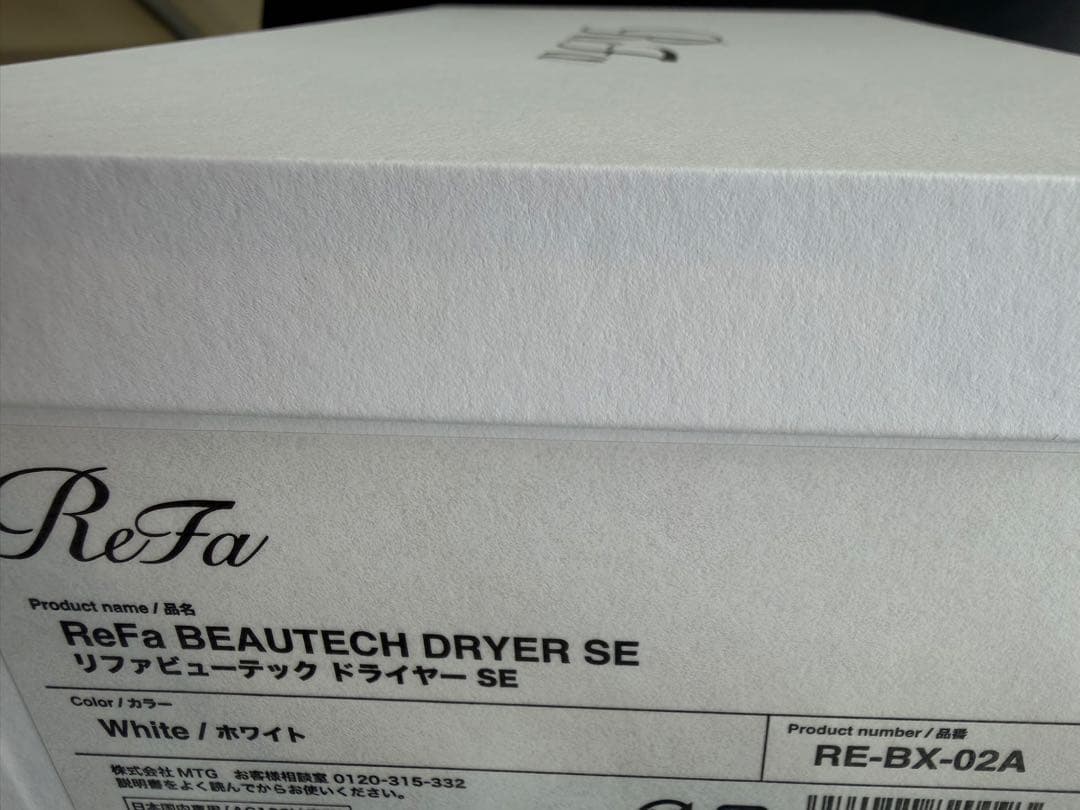 ReFa
ReFa
Product name / 品名
ReFa BEAUTECH DRYER SE
リファビューテック ドライヤー SE
Color / カラー
White / ホワイト
Product number / 品番
RE-BX-02A
株式会社 MTG お客様相談室 0120-315-332
説明書をよく読んでからお使いください。